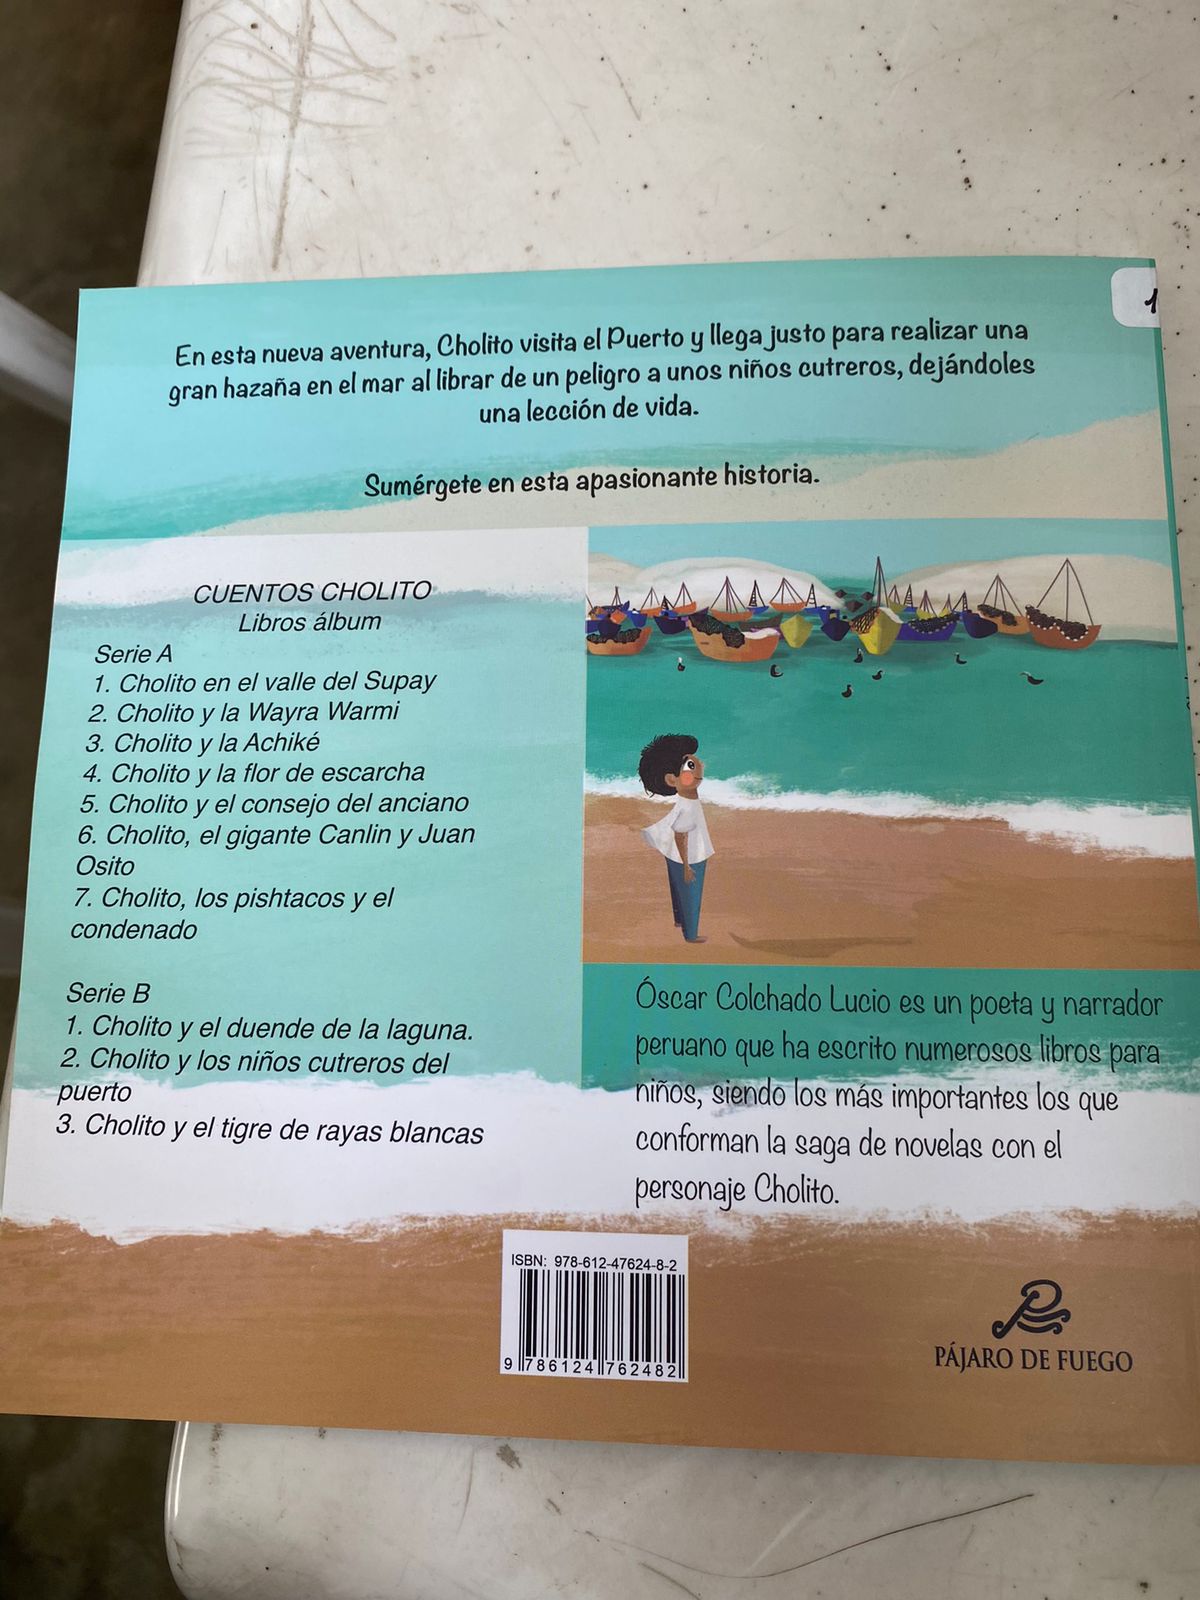 En esta nueva aventura, Cholito visita el Puerto y llega justo para realizar una
gran hazaña en el mar al librar de un peligro a unos niños cutreros, dejándoles
una lección de vida.
Sumérgete en esta apasionante historia.
CUENTOS CHOLITO
Libros álbum
Serie A
1. Cholito en el valle del Supay
2. Cholito y la Wayra Warmi
3. Cholito y la Achiké
4. Cholito y la flor de escarcha
5. Cholito y el consejo del anciano
6. Cholito, el gigante Canlin y Juan
Osito
7. Cholito, los pishtacos y el
condenado
Serie B
1. Cholito y el duende de la laguna.
2. Cholito y los niños cutreros del
puerto
3. Cholito y el tigre de rayas blancas
Óscar Colchado Lucio es un poeta y narrador
peruano que ha escrito numerosos libros para
niños, siendo los más importantes los que
conforman la saga de novelas con el
personaje Cholito.
ISBN: 978-612-47624-8-2
9 786124 762482
PÁJARO DE FUEGO